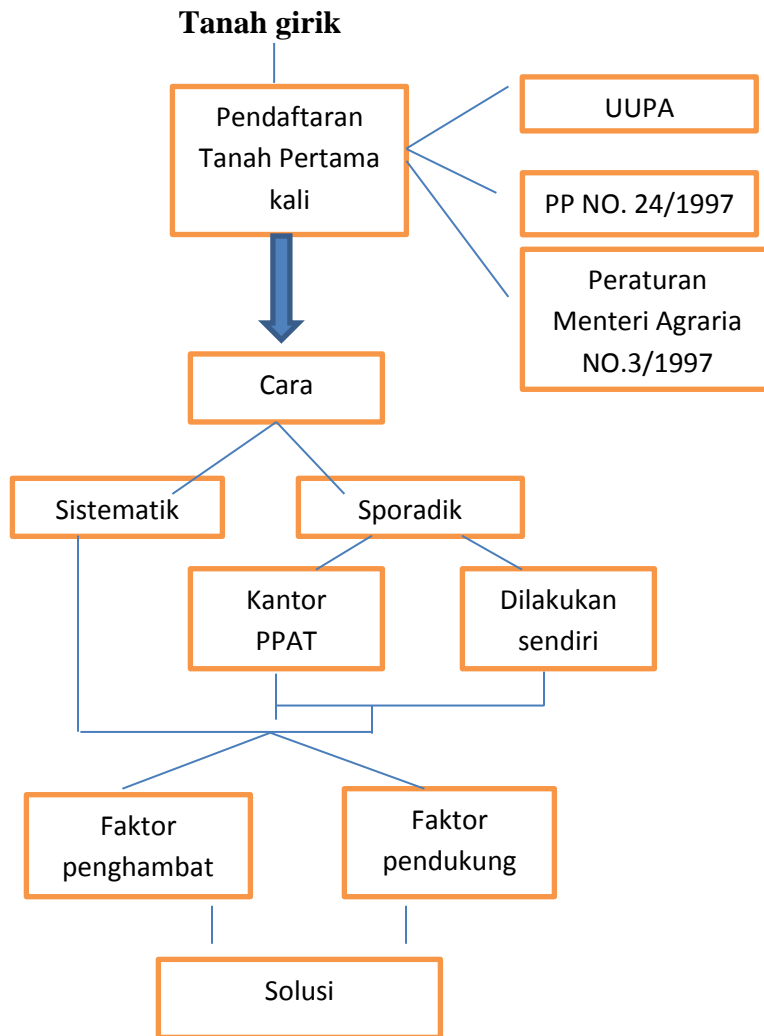 Tanah girik
Pendaftaran
Tanah Pertama
kali
UUPA
PP NO. 24/1997
Peraturan
Menteri Agraria
NO.3/1997
Cara
Sistematik
Sporadik
Kantor
PPAT
Dilakukan
sendiri
Faktor
penghambat
Faktor
pendukung
Solusi